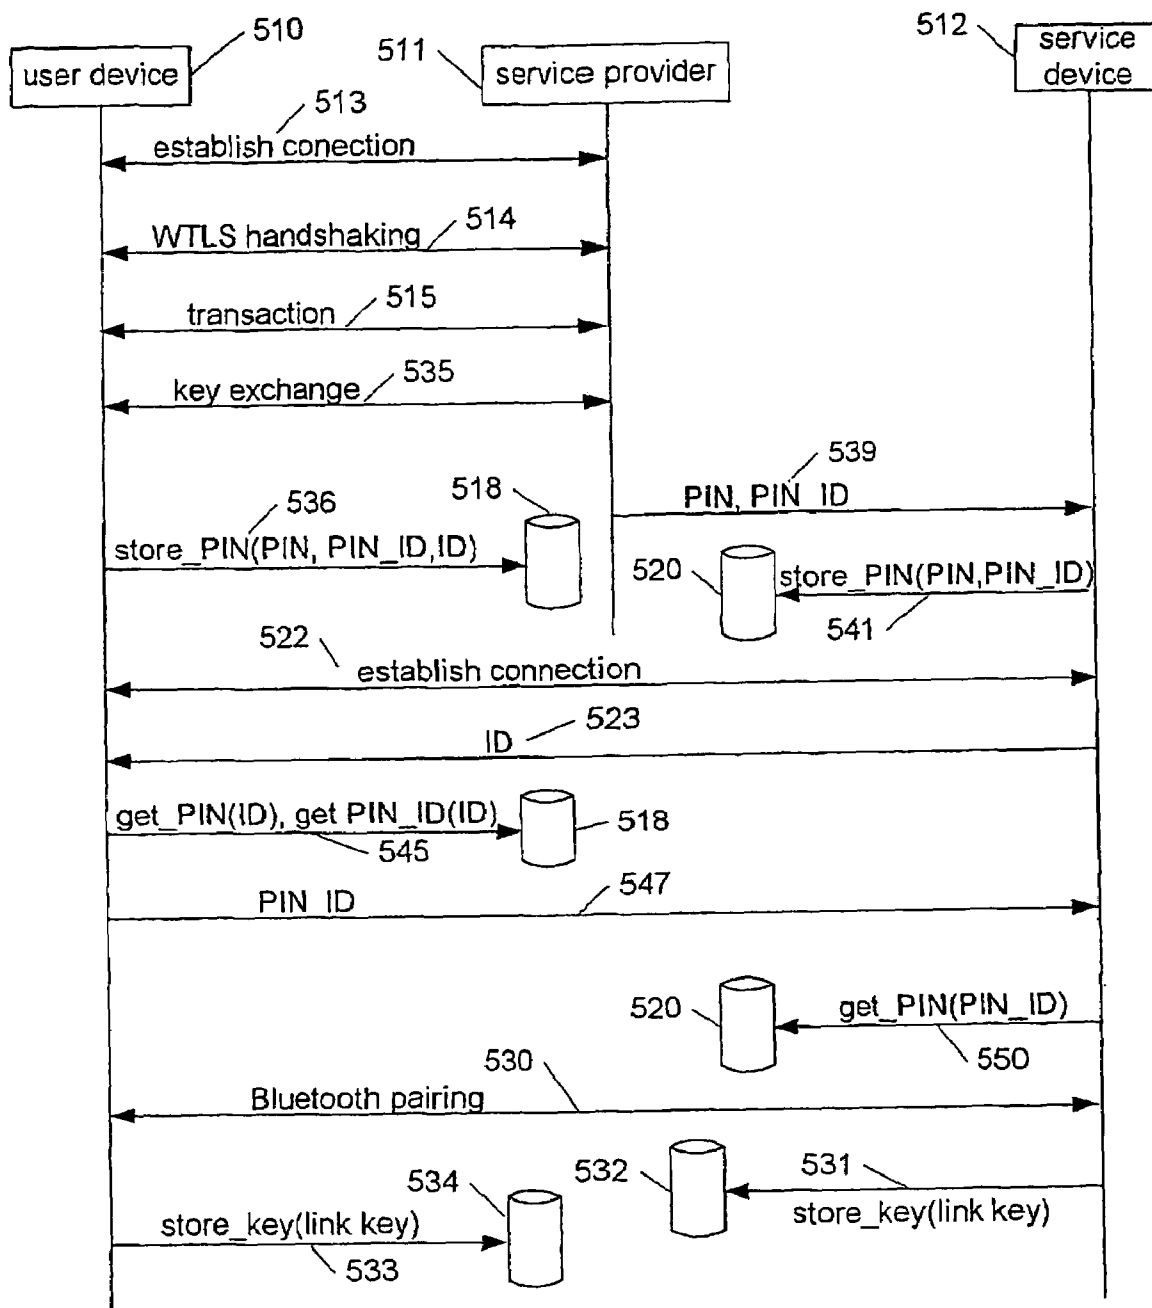 510
user device
511
service provider
512
service
device
513
establish conection
WTLS handshaking
514
transaction
515
key exchange
535
539
PIN, PIN_ID
536
518
store_PIN(PIN, PIN_ID,ID)
520
store_PIN(PIN,PIN_ID)
541
522
establish connection
523
ID
get_PIN(ID), get PIN_ID(ID)
518
545
547
PIN_ID
520
get_PIN(PIN_ID)
550
530
Bluetooth pairing
532
531
store_key(link key)
534
store_key(link key)
533